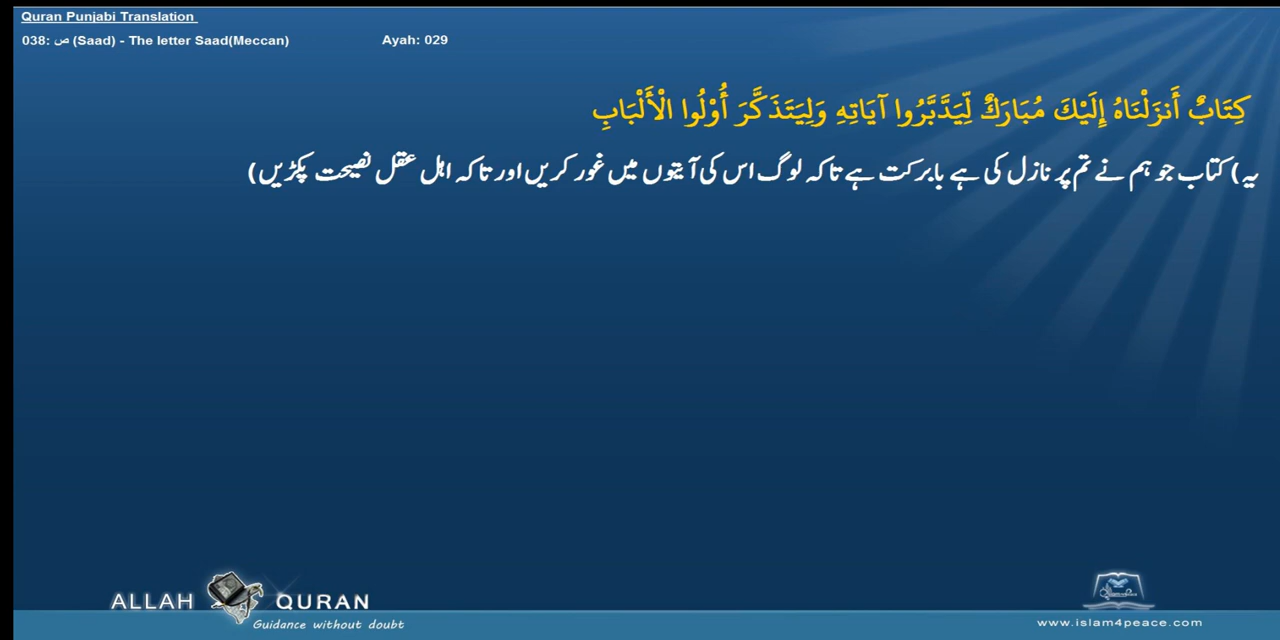 Quran Punjabi Translation
038: ص (Saad) - The letter Saad(Meccan) Ayah: 029
كِتَابٌ أَنزَلْنَاهُ إِلَيْكَ مُبَارَكٌ لِّيَدَّبَّرُوا آيَاتِهِ وَلِيَتَذَكَّرَ أُوْلُوا الْأَلْبَابِ
یہ) کتاب جو ہم نے تم پر نازل کی ہے بابرکت ہے تاکہ لوگ اس کی آیتوں میں غور کریں اور تاکہ اہل عقل نصیحت پکڑیں)
ALLAH QURAN
Guidance without doubt
www.islam4peace.com